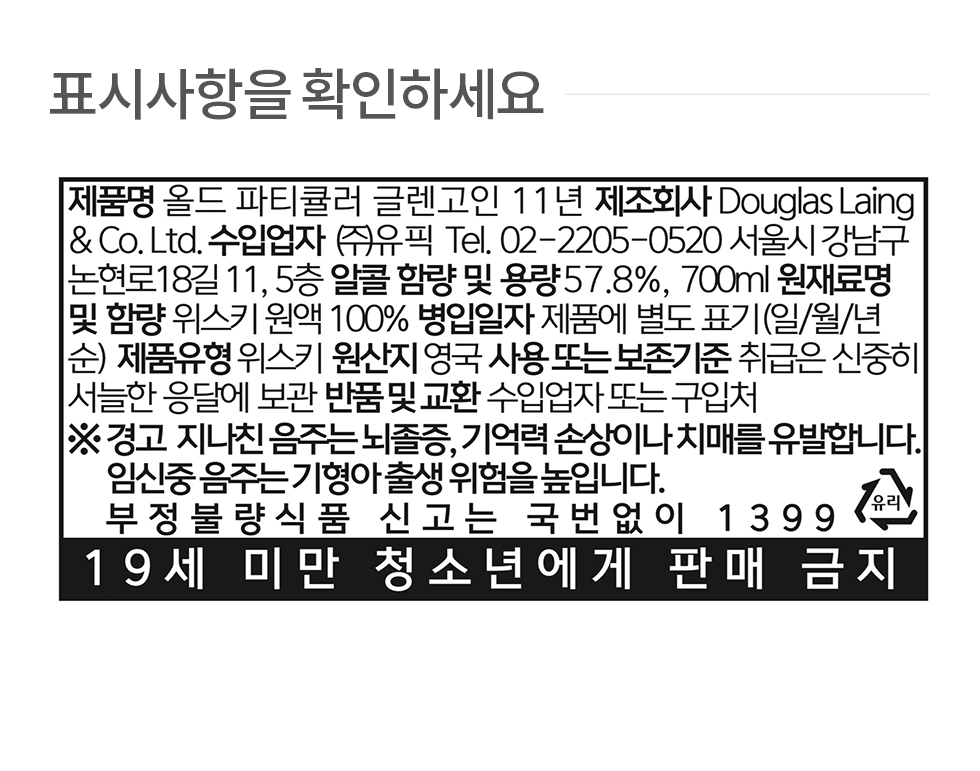 표시사항을 확인하세요
제품명 올드 파티큘러 글렌고인 11년 제조회사 Douglas Laing
& Co. Ltd. 수입업자 ㈜유픽 Tel. 02-2205-0520 서울시 강남구
논현로18길 11, 5층 알콜 함량 및 용량 57.8%, 700ml 원재료명
및 함량 위스키 원액 100% 병입일자 제품에 별도 표기(일/월/년
순) 제품유형 위스키 원산지 영국 사용 또는 보존기준 취급은 신중히
서늘한 응달에 보관 반품 및 교환 수입업자 또는 구입처
※ 경고 지나친 음주는 뇌졸증, 기억력 손상이나 치매를 유발합니다.
임신중 음주는 기형아 출생 위험을 높입니다.
부정불량식품 신고는 국번없이 1399
유리
19세 미만 청소년에게 판매 금지